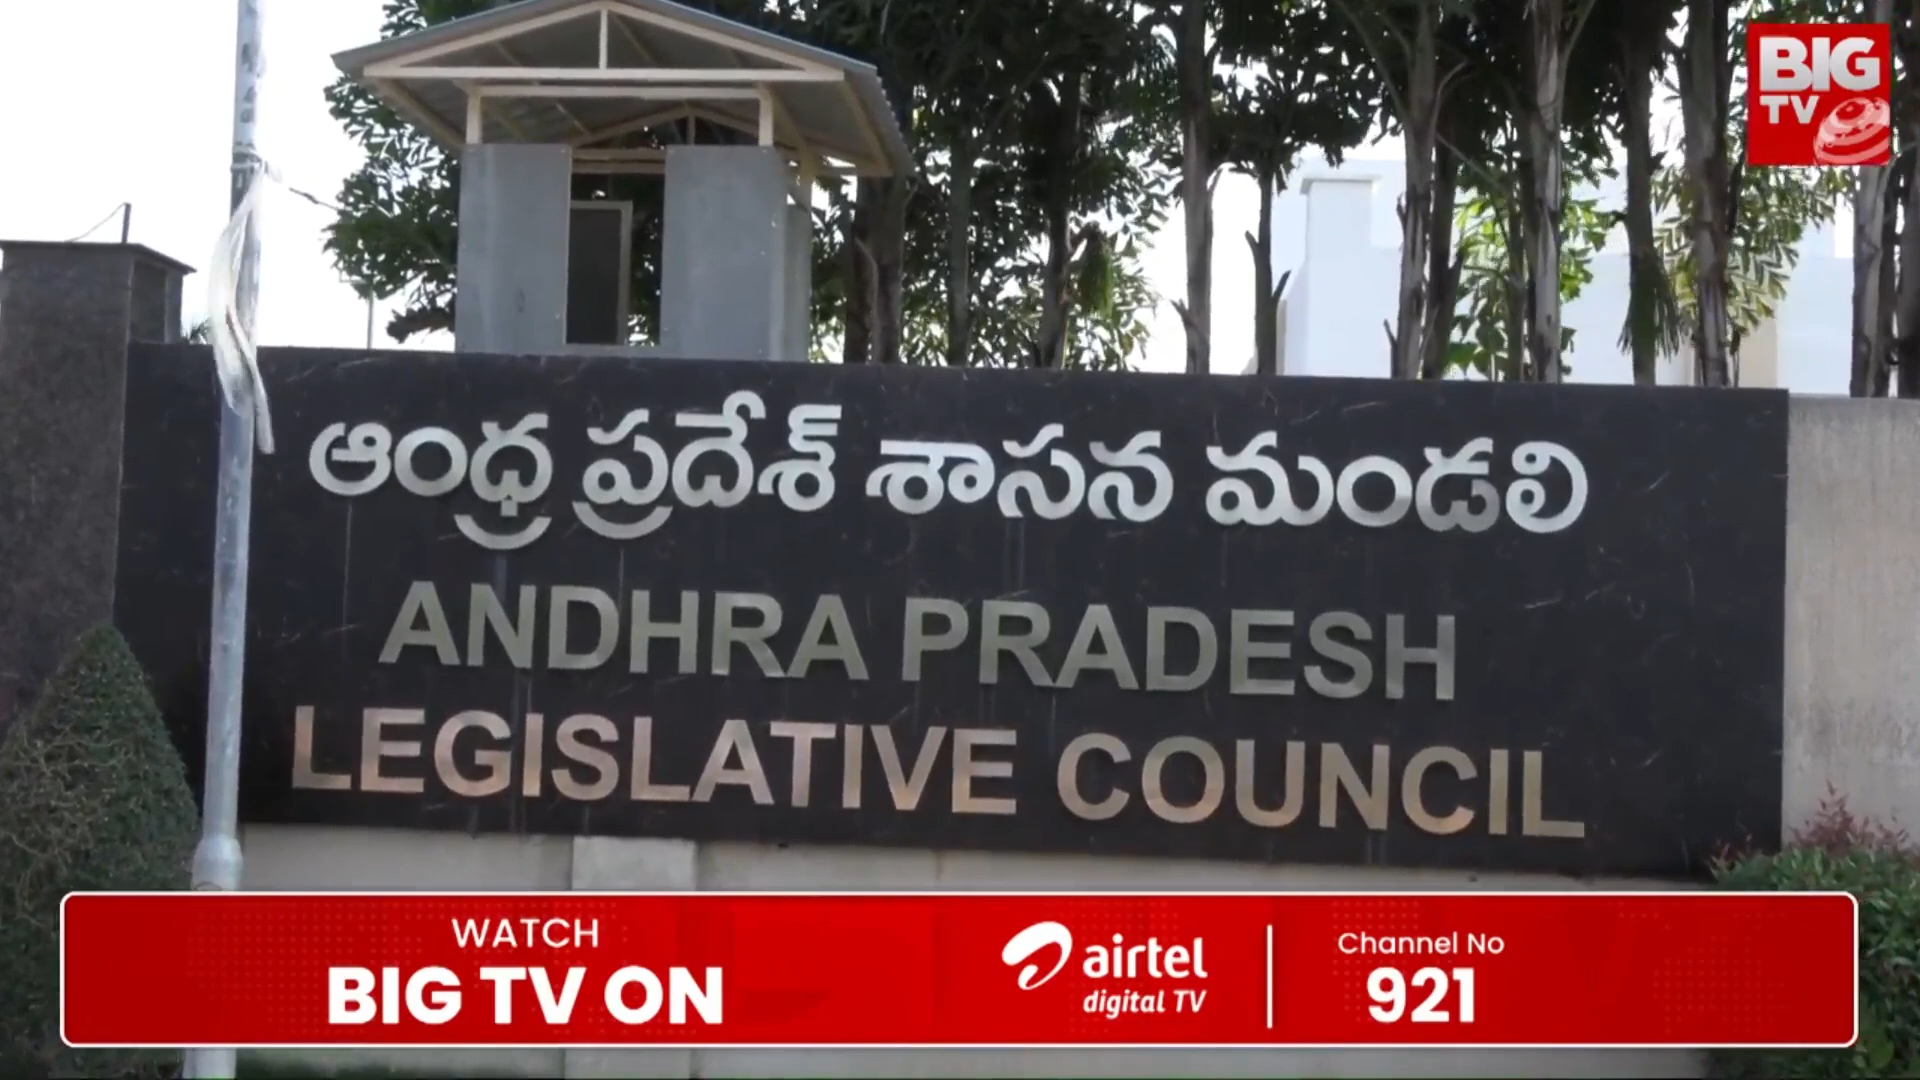 BIG
TV
ఆంధ్ర ప్రదేశ్ శాసన మండలి
ANDHRA PRADESH
LEGISLATIVE COUNCIL
WATCH
BIG TV ON
airtel
digital TV
Channel No
921